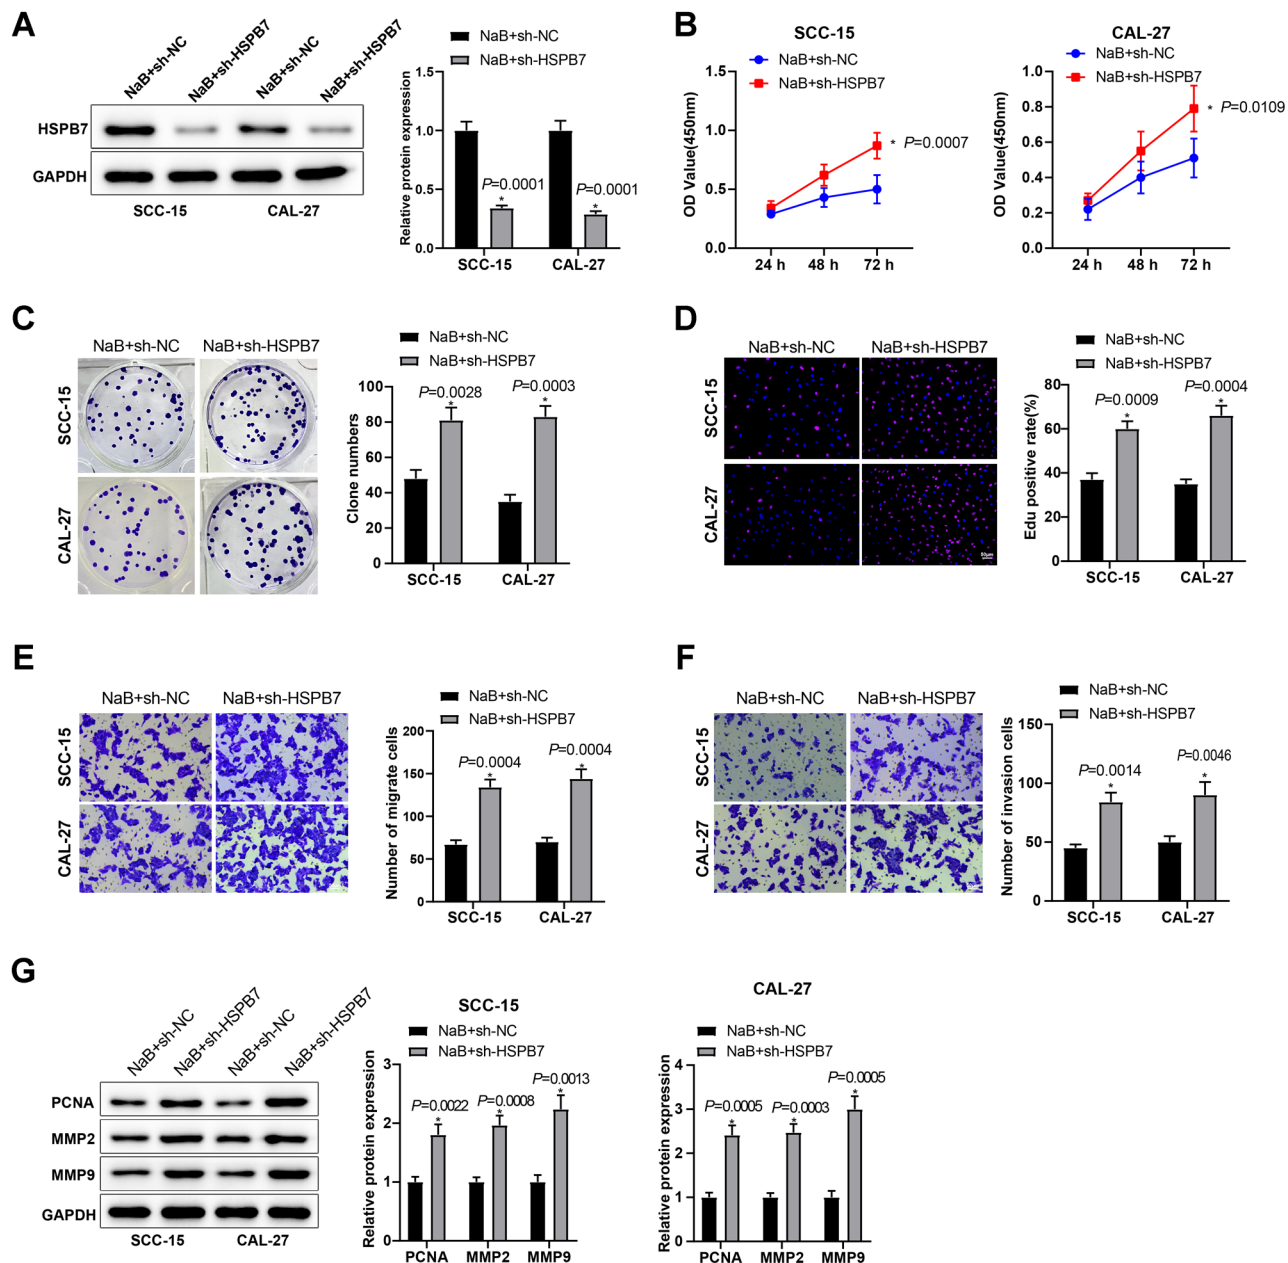 A
NaB+sh-NC
NaB+sh-HSPB7
NaB+sh-NC
NaB+sh-HSPB7
HSPB7
GAPDH
SCC-15 CAL-27
NaB+sh-NC
NaB+sh-HSPB7
Relative protein expression
1.5
1.0
0.5
0.0
P=0.0001
*
P=0.0001
*
SCC-15 CAL-27
B
SCC-15
NaB+sh-NC
NaB+sh-HSPB7
OD Value(450nm)
1.5
1.0
0.5
0.0
* P=0.0007
24 h 48 h 72 h
CAL-27
NaB+sh-NC
NaB+sh-HSPB7
OD Value(450nm)
1.0
0.8
0.6
0.4
0.2
0.0
* P=0.0109
24 h 48 h 72 h
C
NaB+sh-NC NaB+sh-HSPB7
SCC-15
CAL-27
NaB+sh-NC
NaB+sh-HSPB7
Clone numbers
100
80
60
40
20
0
P=0.0028
*
P=0.0003
*
SCC-15 CAL-27
D
NaB+sh-NC NaB+sh-HSPB7
SCC-15
CAL-27
50μm
NaB+sh-NC
NaB+sh-HSPB7
Edu positive rate(%)
80
60
40
20
0
P=0.0009
*
P=0.0004
*
SCC-15 CAL-27
E
NaB+sh-NC NaB+sh-HSPB7
SCC-15
CAL-27
NaB+sh-NC
NaB+sh-HSPB7
Number of migrate cells
200
150
100
50
0
P=0.0004
*
P=0.0004
*
SCC-15 CAL-27
F
NaB+sh-NC NaB+sh-HSPB7
SCC-15
CAL-27
NaB+sh-NC
NaB+sh-HSPB7
Number of invasion cells
150
100
50
0
P=0.0014
*
P=0.0046
*
SCC-15 CAL-27
G
NaB+sh-NC
NaB+sh-HSPB7
NaB+sh-NC
NaB+sh-HSPB7
PCNA
MMP2
MMP9
GAPDH
SCC-15 CAL-27
SCC-15
NaB+sh-NC
NaB+sh-HSPB7
Relative protein expression
3
2
1
0
P=0.0022
*
P=0.0008
*
P=0.0013
*
PCNA MMP2 MMP9
CAL-27
NaB+sh-NC
NaB+sh-HSPB7
Relative protein expression
4
3
2
1
0
P=0.0005
*
P=0.0003
*
P=0.0005
*
PCNA MMP2 MMP9